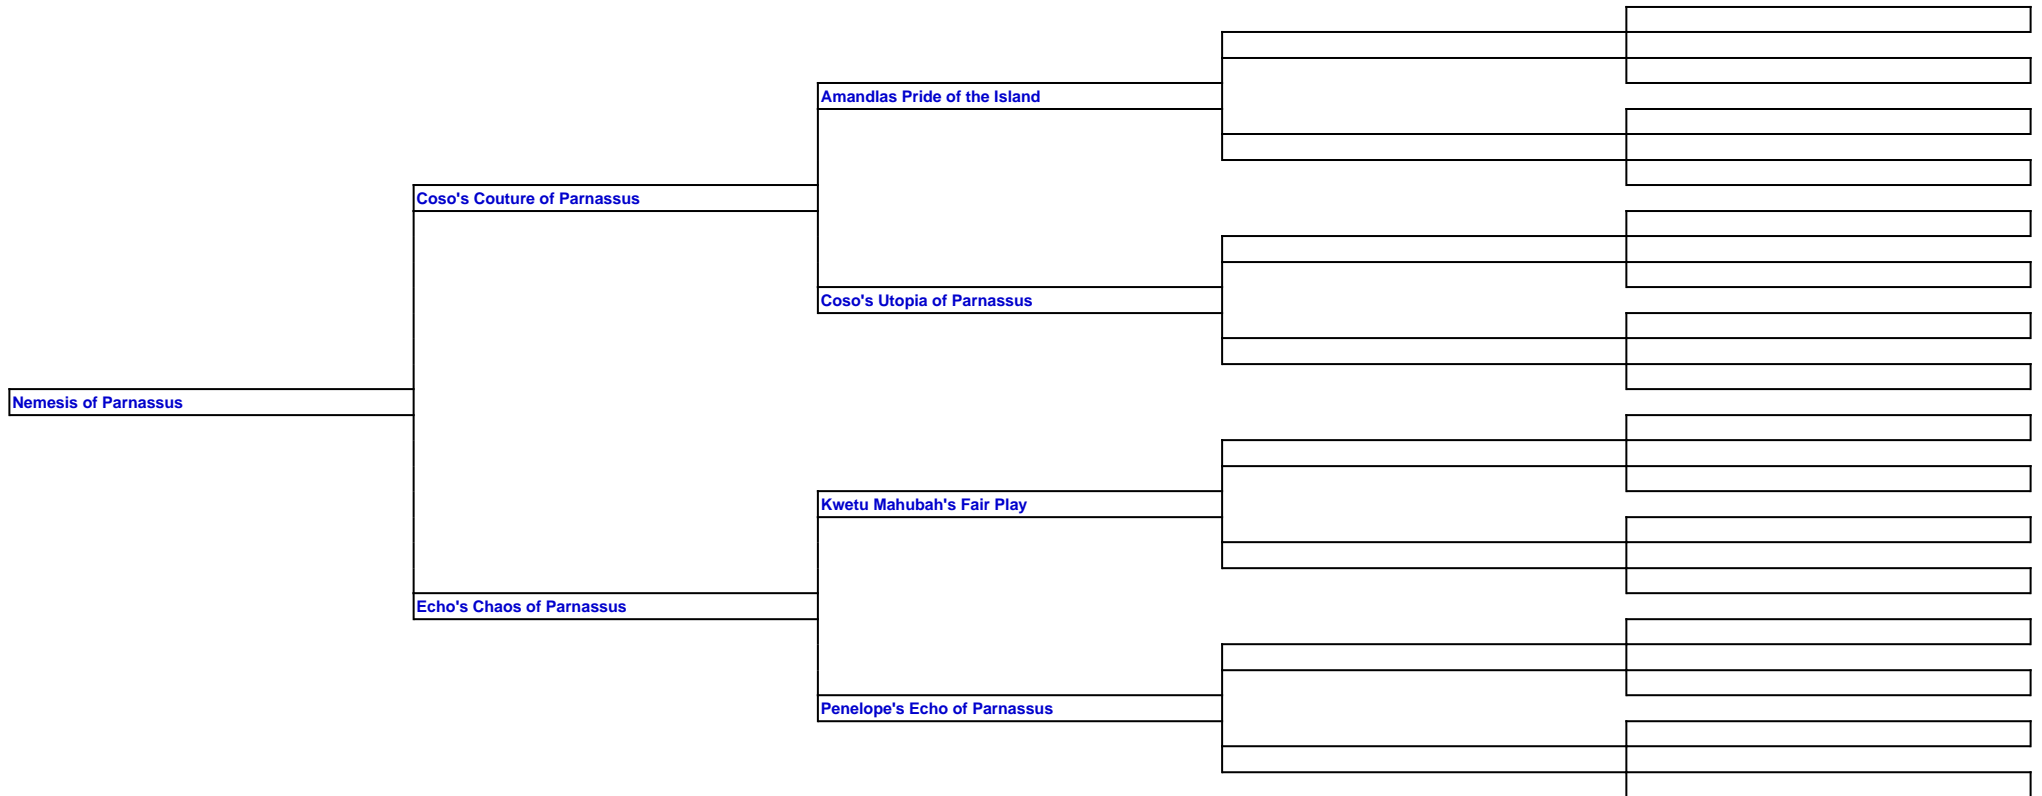 Amandlas Pride of the Island
Coso's Couture of Parnassus
Coso's Utopia of Parnassus
Nemesis of Parnassus
Kwetu Mahubah's Fair Play
Echo's Chaos of Parnassus
Penelope's Echo of Parnassus